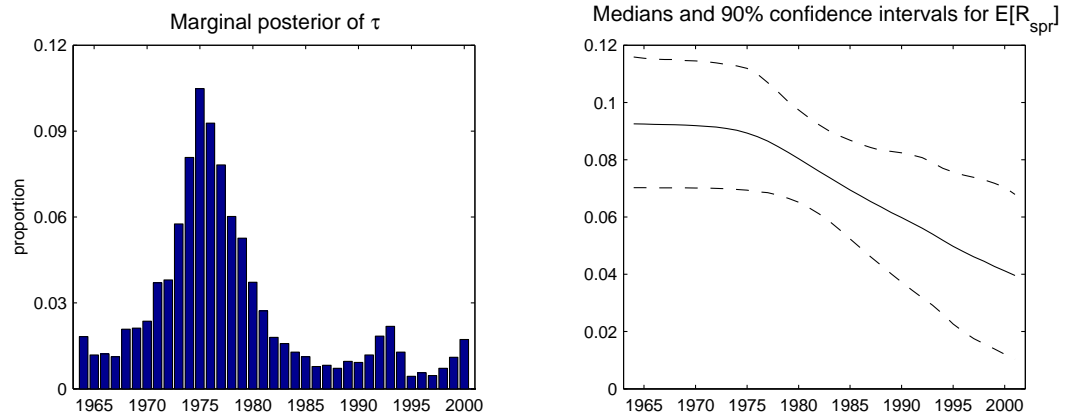 Marginal posterior of τ
0.12
0.09
0.06
0.03
0
proportion
1965 1970 1975 1980 1985 1990 1995 2000
Medians and 90% confidence intervals for E[R_spr]
0.12
0.1
0.08
0.06
0.04
0.02
0
1965 1970 1975 1980 1985 1990 1995 2000